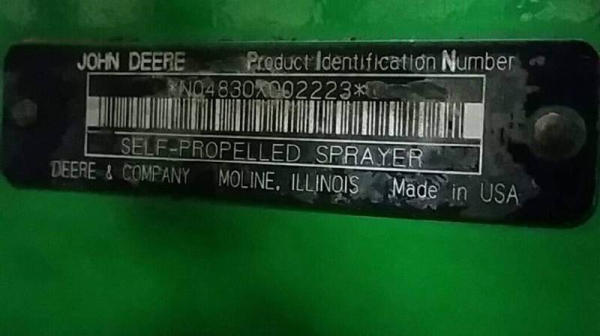 JOHN DEERE Product Identification Number
*N04830X002223*
SELF-PROPELLED SPRAYER
DEERE & COMPANY MOLINE, ILLINOIS Made in USA